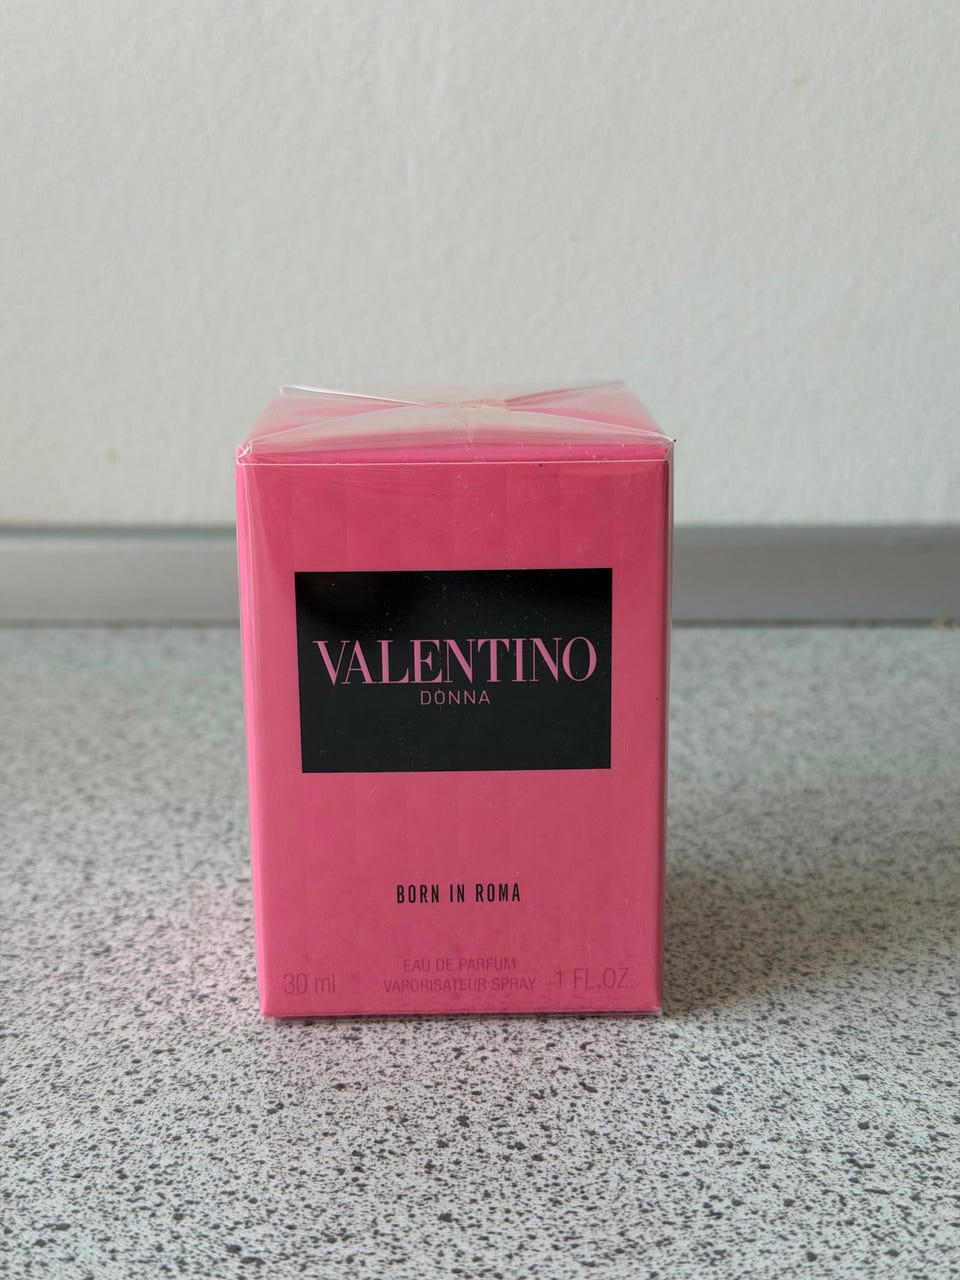 VALENTINO
DONNA
BORN IN ROMA
EAU DE PARFUM
30 ml VAPORISATEUR SPRAY 1 FL.OZ.